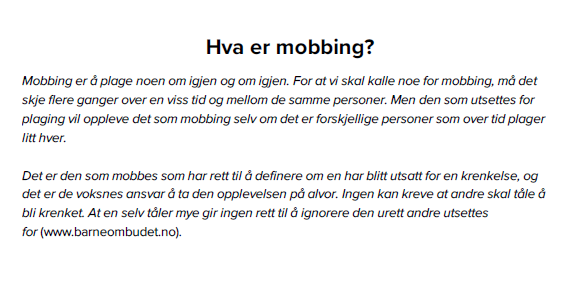 Hva er mobbing?
Mobbing er å plage noen om igjen og om igjen. For at vi skal kalle noe for mobbing, må det
skje flere ganger over en viss tid og mellom de samme personer. Men den som utsettes for
plaging vil oppleve det som mobbing selv om det er forskjellige personer som over tid plager
litt hver.
Det er den som mobbes som har rett til å definere om en har blitt utsatt for en krenkelse, og
det er de voksnes ansvar å ta den opplevelsen på alvor. Ingen kan kreve at andre skal tåle å
bli krenket. At en selv tåler mye gir ingen rett til å ignorere den urett andre utsettes
for (www.barneombudet.no).